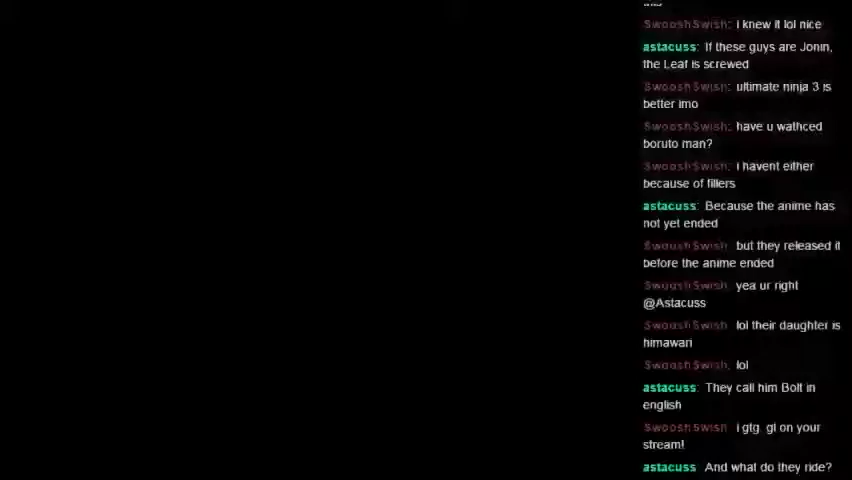 SwooshSwish: i knew it lol nice
astacuss: If these guys are Jonin,
the Leaf is screwed
SwooshSwish: ultimate ninja 3 is
better imo
SwooshSwish: have u wathced
boruto man?
SwooshSwish: i havent either
because of fillers
astacuss: Because the anime has
not yet ended
SwooshSwish: but they released it
before the anime ended
SwooshSwish: yea ur right
@Astacuss
SwooshSwish: lol their daughter is
himawari
SwooshSwish: lol
astacuss: They call him Bolt in
english
SwooshSwish: i gtg. gl on your
stream!
astacuss: And what do they ride?